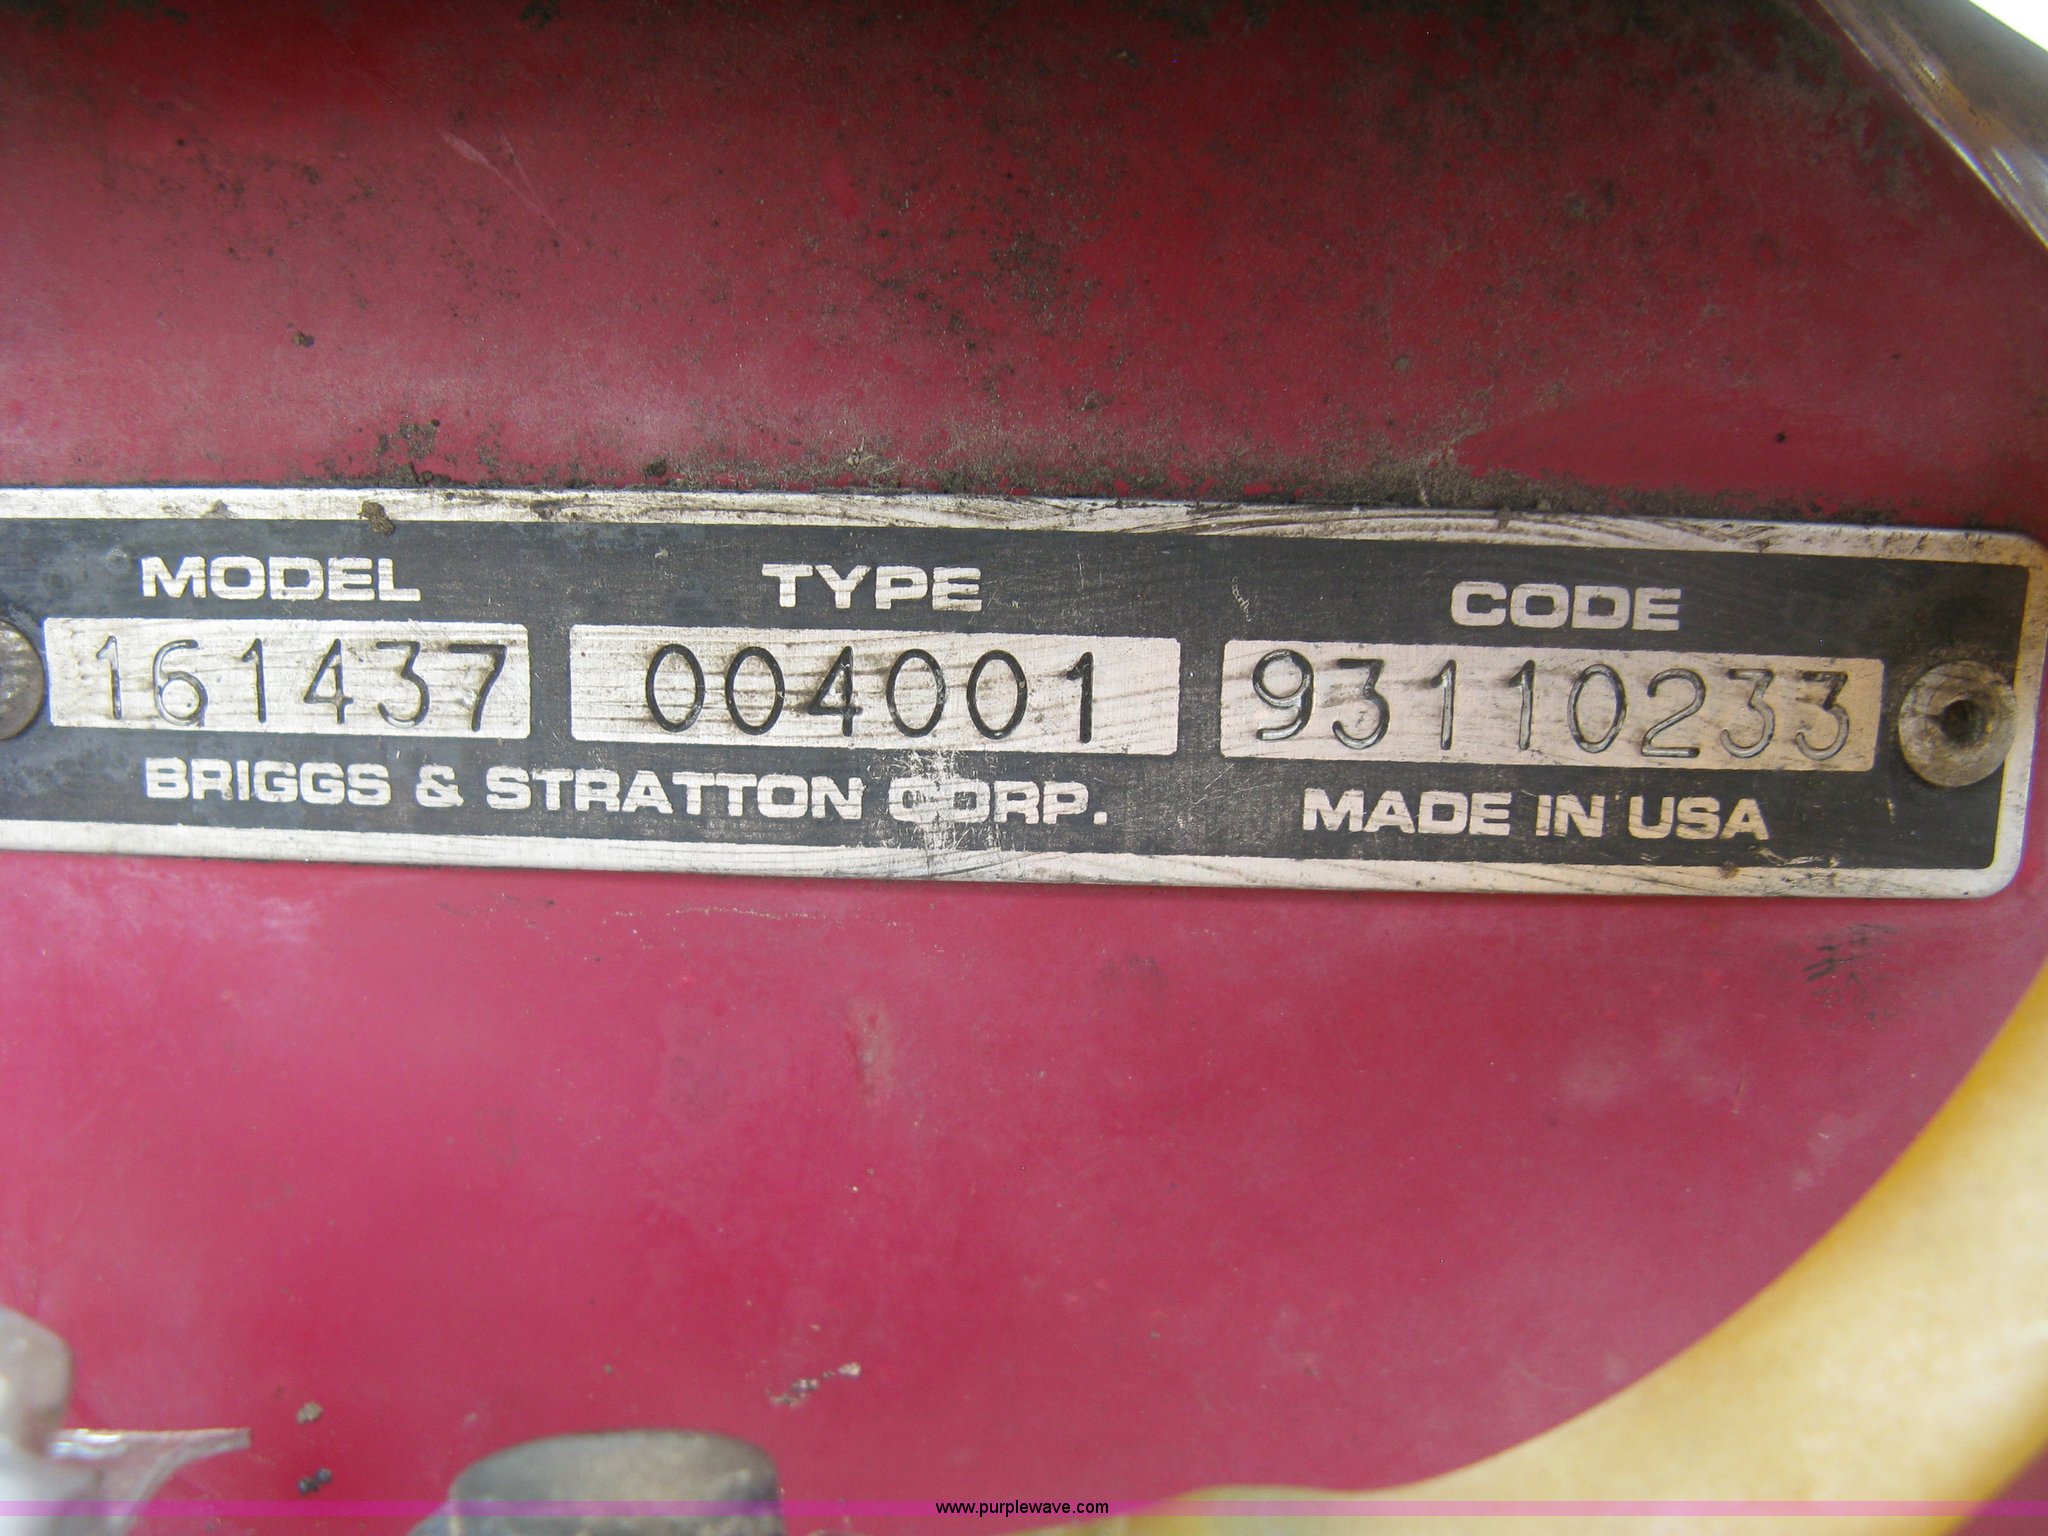 MODEL TYPE CODE
161437 004001 93110233
BRIGGS & STRATTON CORP. MADE IN USA
www.purplewave.com